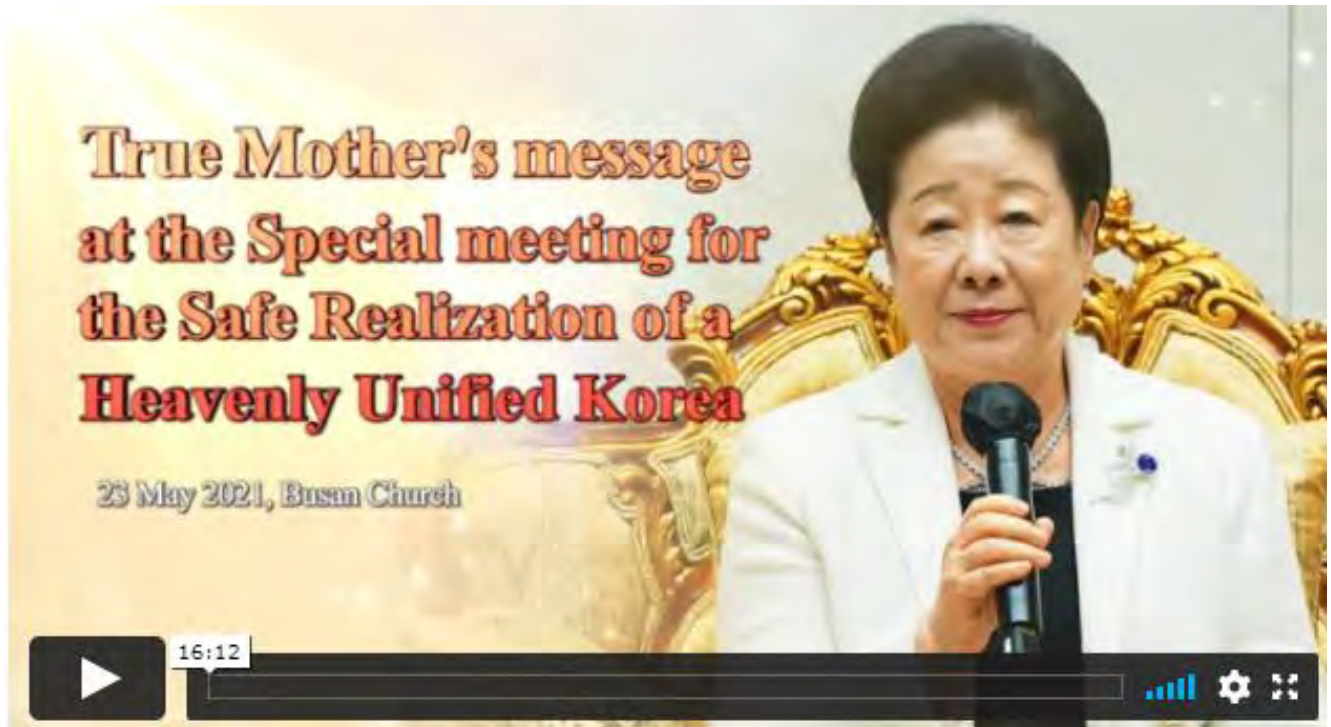 True Mother's message
at the Special meeting for
the Safe Realization of a
Heavenly Unified Korea
23 May 2021, Busan Church
16:12